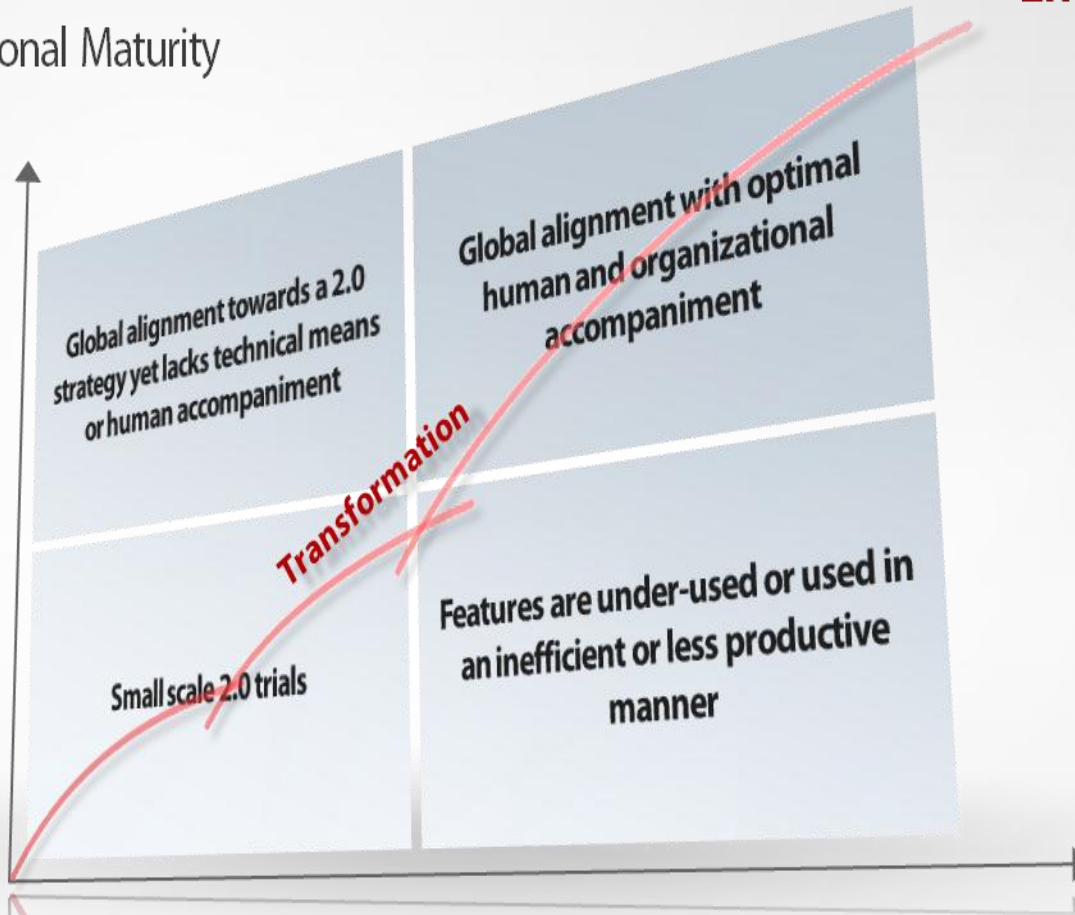 onal Maturity
Global alignment towards a 2.0
strategy yet lacks technical means
or human accompaniment
Global alignment with optimal
human and organizational
accompaniment
Transformation
Small scale 2.0 trials
Features are under-used or used in
an inefficient or less productive
manner